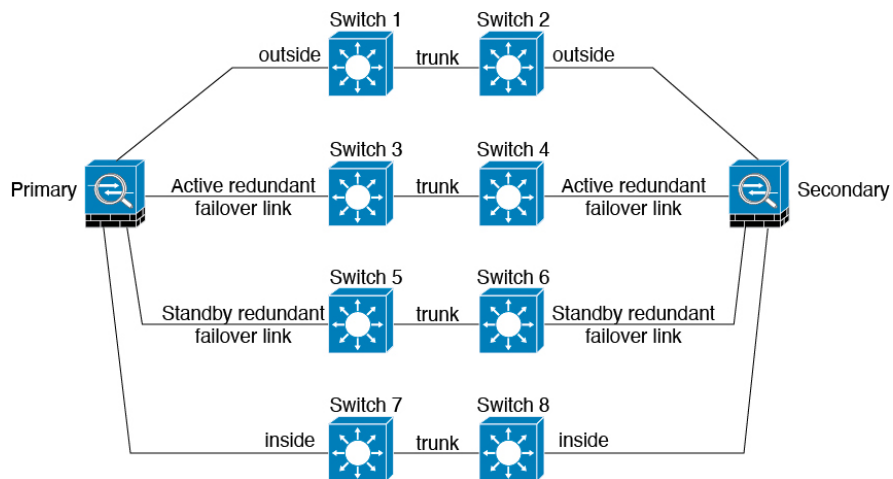 Switch 1
Switch 2
outside
trunk
outside
Switch 3
Switch 4
Primary
Active redundant
failover link
trunk
Active redundant
failover link
Secondary
Switch 5
Switch 6
Standby redundant
failover link
trunk
Standby redundant
failover link
Switch 7
Switch 8
inside
trunk
inside